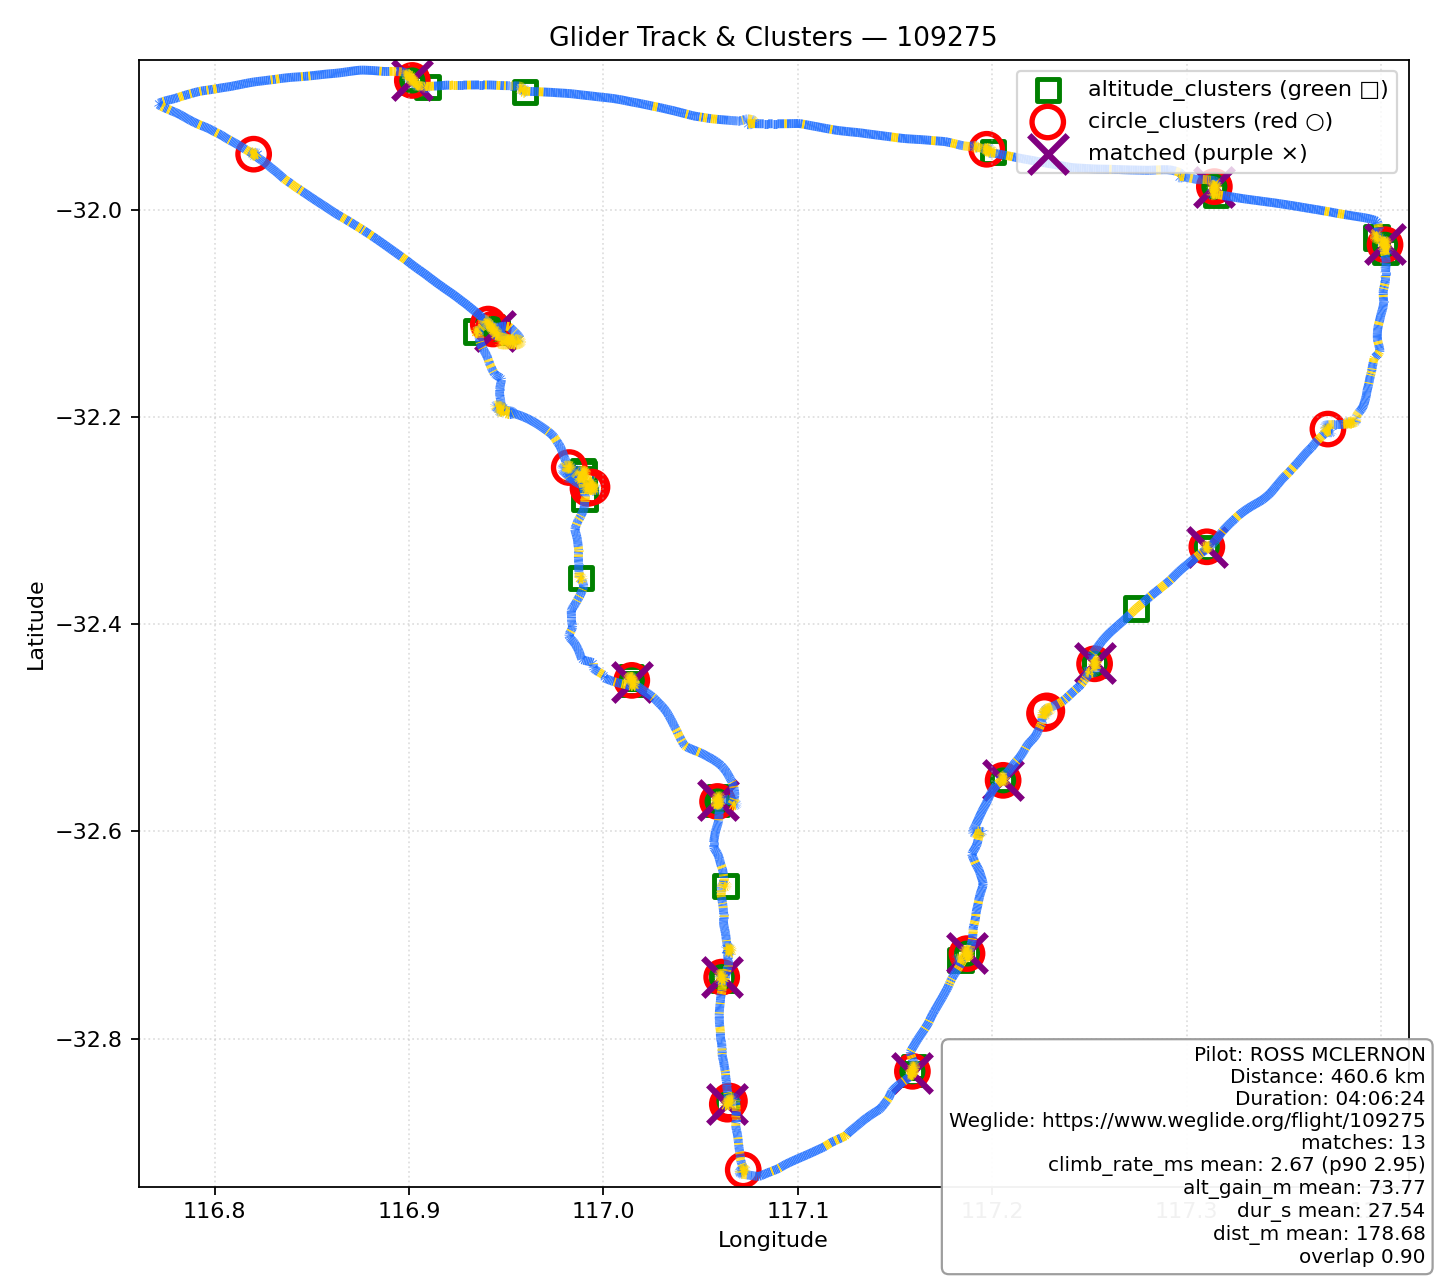 Glider Track & Clusters — 109275
altitude_clusters (green □)
circle_clusters (red ○)
matched (purple ×)
Latitude
−32.0
−32.2
−32.4
−32.6
−32.8
116.8
116.9
117.0
117.1
117.2
117.3
Longitude
Pilot: ROSS MCLERNON
Distance: 460.6 km
Duration: 04:06:24
Weglide: https://www.weglide.org/flight/109275
matches: 13
climb_rate_ms mean: 2.67 (p90 2.95)
alt_gain_m mean: 73.77
dur_s mean: 27.54
dist_m mean: 178.68
overlap 0.90